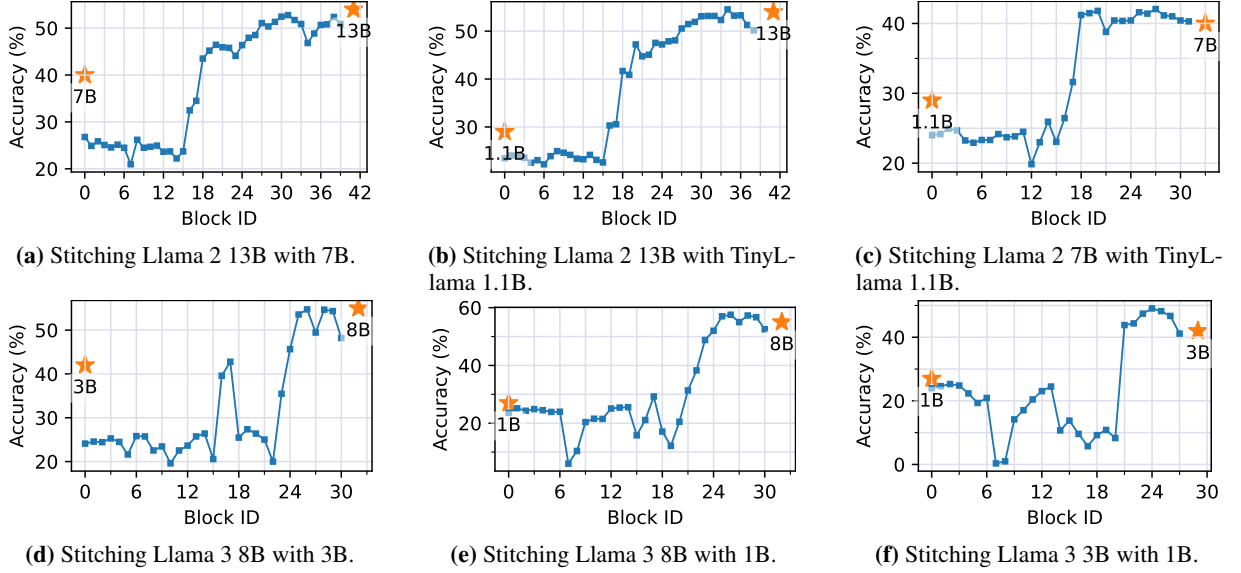 Accuracy (%)
50
40
30
20
7B
13B
0 6 12 18 24 30 36 42
Block ID
(a) Stitching Llama 2 13B with 7B.
Accuracy (%)
50
30
1.1B
13B
0 6 12 18 24 30 36 42
Block ID
(b) Stitching Llama 2 13B with TinyL-
lama 1.1B.
Accuracy (%)
40
20
1.1B
7B
0 6 12 18 24 30
Block ID
(c) Stitching Llama 2 7B with TinyL-
lama 1.1B.
Accuracy (%)
50
40
30
20
3B
8B
0 6 12 18 24 30
Block ID
(d) Stitching Llama 3 8B with 3B.
Accuracy (%)
60
40
20
1B
8B
0 6 12 18 24 30
Block ID
(e) Stitching Llama 3 8B with 1B.
Accuracy (%)
40
20
0
1B
3B
0 6 12 18 24 30
Block ID
(f) Stitching Llama 3 3B with 1B.